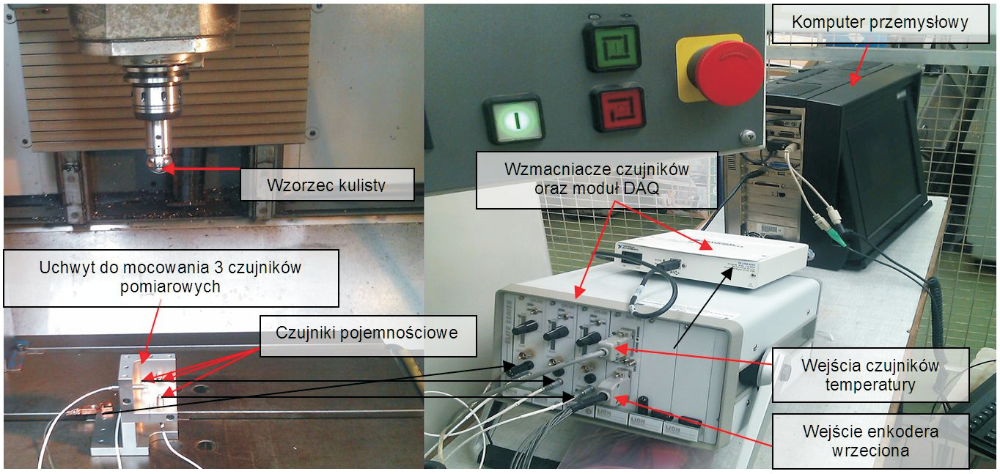 Komputer przemysłowy
Wzmacniacze czujników
oraz moduł DAQ
Wzorzec kulisty
Uchwyt do mocowania 3 czujników
pomiarowych
Czujniki pojemnościowe
ELITE SERIES
Wejścia czujników
temperatury
Wejście enkodera
wrzeciona
LION
LION
LION